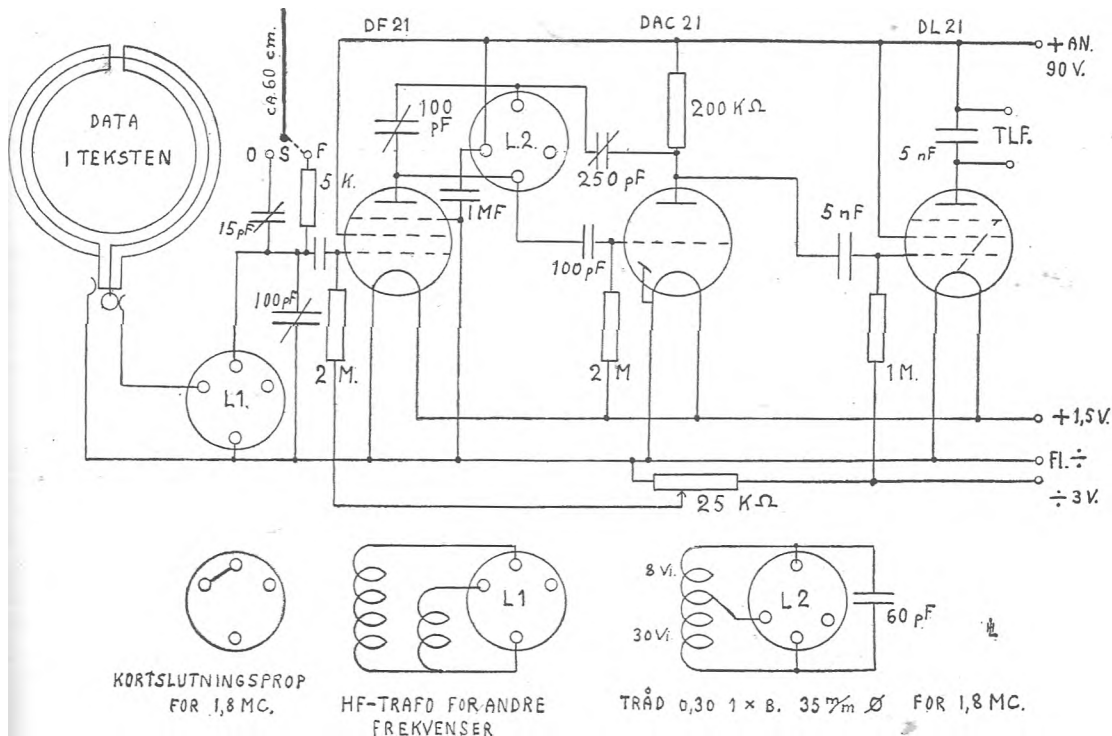 DF 21
DAC 21
DL 21
+ AN.
90 V.
CA. 60 cm.
DATA
I TEKSTEN
O S F
5 K.
15 pF
100 pF
100
pF
L.2.
1MF
250 pF
200 KΩ
100 pF
5 nF
5 nF
TLF.
L1.
2 M.
2 M
1 M.
+ 1,5 V.
Fl. ÷
÷ 3 V.
25 KΩ
KORTSLUTNINGSPROP
FOR 1,8 MC.
L1
HF-TRAFO FOR ANDRE
FREKVENSER
8 Vi.
30 Vi.
L 2
60 pF
TRÅD 0,30 1 × B. 35 m/m Ø FOR 1,8 MC.